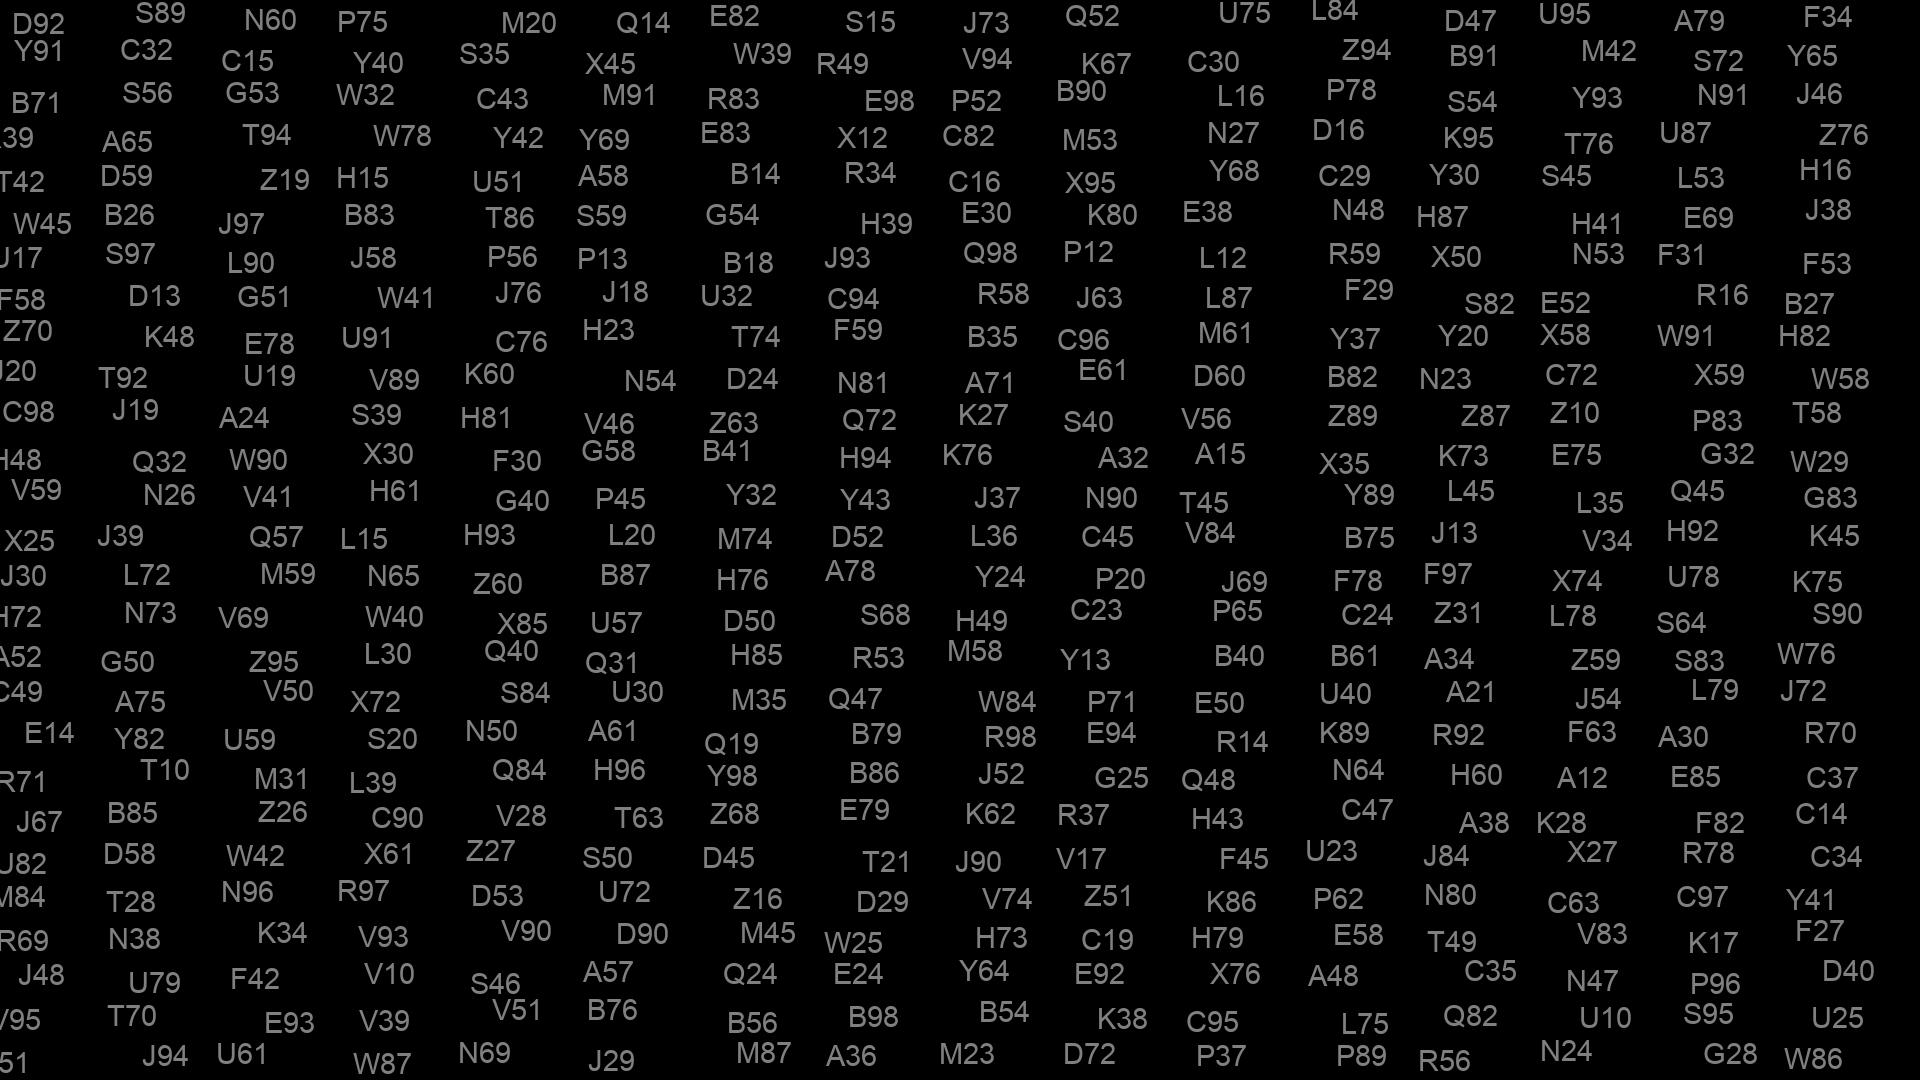 D92 S89 N60 P75 M20 Q14 E82 S15 J73 Q52 U75 L84 D47 U95 A79 F34
Y91 C32 C15 Y40 S35 X45 W39 R49 V94 K67 C30 Z94 B91 M42 S72 Y65
B71 S56 G53 W32 C43 M91 R83 E98 P52 B90 L16 P78 S54 Y93 N91 J46
39 A65 T94 W78 Y42 Y69 E83 X12 C82 M53 N27 D16 K95 T76 U87 Z76
T42 D59 Z19 H15 U51 A58 B14 R34 C16 X95 Y68 C29 Y30 S45 L53 H16
W45 B26 J97 B83 T86 S59 G54 H39 E30 K80 E38 N48 H87 H41 E69 J38
U17 S97 L90 J58 P56 P13 B18 J93 Q98 P12 L12 R59 X50 N53 F31 F53
F58 D13 G51 W41 J76 J18 U32 C94 R58 J63 L87 F29 S82 E52 R16 B27
Z70 K48 E78 U91 C76 H23 T74 F59 B35 C96 M61 Y37 Y20 X58 W91 H82
J20 T92 U19 V89 K60 N54 D24 N81 A71 E61 D60 B82 N23 C72 X59 W58
C98 J19 A24 S39 H81 V46 Z63 Q72 K27 S40 V56 Z89 Z87 Z10 P83 T58
H48 Q32 W90 X30 F30 G58 B41 H94 K76 A32 A15 X35 K73 E75 G32 W29
V59 N26 V41 H61 G40 P45 Y32 Y43 J37 N90 T45 Y89 L45 L35 Q45 G83
X25 J39 Q57 L15 H93 L20 M74 D52 L36 C45 V84 B75 J13 V34 H92 K45
J30 L72 M59 N65 Z60 B87 H76 A78 Y24 P20 J69 F78 F97 X74 U78 K75
H72 N73 V69 W40 X85 U57 D50 S68 H49 C23 P65 C24 Z31 L78 S64 S90
A52 G50 Z95 L30 Q40 Q31 H85 R53 M58 Y13 B40 B61 A34 Z59 S83 W76
C49 A75 V50 X72 S84 U30 M35 Q47 W84 P71 E50 U40 A21 J54 L79 J72
E14 Y82 U59 S20 N50 A61 Q19 B79 R98 E94 R14 K89 R92 F63 A30 R70
R71 T10 M31 L39 Q84 H96 Y98 B86 J52 G25 Q48 N64 H60 A12 E85 C37
J67 B85 Z26 C90 V28 T63 Z68 E79 K62 R37 H43 C47 A38 K28 F82 C14
U82 D58 W42 X61 Z27 S50 D45 T21 J90 V17 F45 U23 J84 X27 R78 C34
M84 T28 N96 R97 D53 U72 Z16 D29 V74 Z51 K86 P62 N80 C63 C97 Y41
R69 N38 K34 V93 V90 D90 M45 W25 H73 C19 H79 E58 T49 V83 K17 F27
J48 U79 F42 V10 S46 A57 Q24 E24 Y64 E92 X76 A48 C35 N47 P96 D40
V95 T70 E93 V39 V51 B76 B56 B98 B54 K38 C95 L75 Q82 U10 S95 U25
51 J94 U61 W87 N69 J29 M87 A36 M23 D72 P37 P89 R56 N24 G28 W86